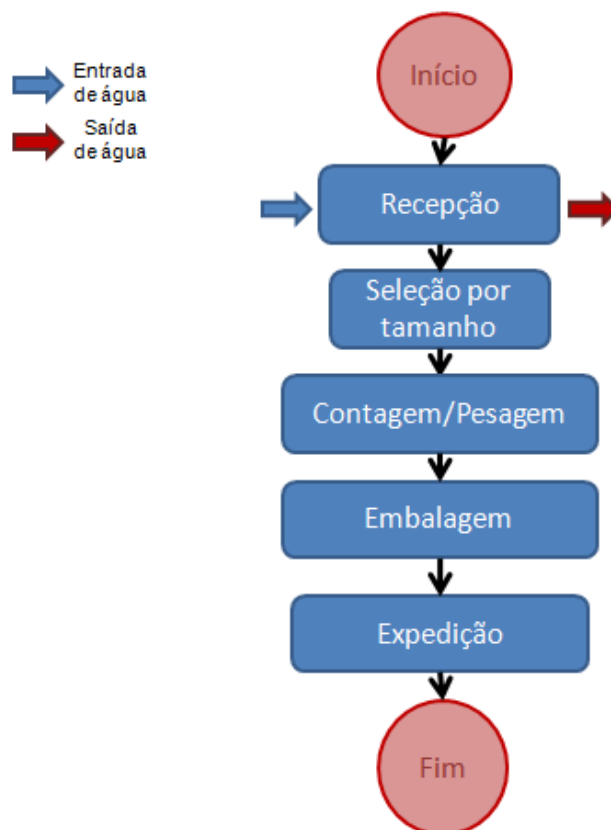 Início
Entrada
de água
Saída
de água
Recepção
Seleção por
tamanho
Contagem/Pesagem
Embalagem
Expedição
Fim